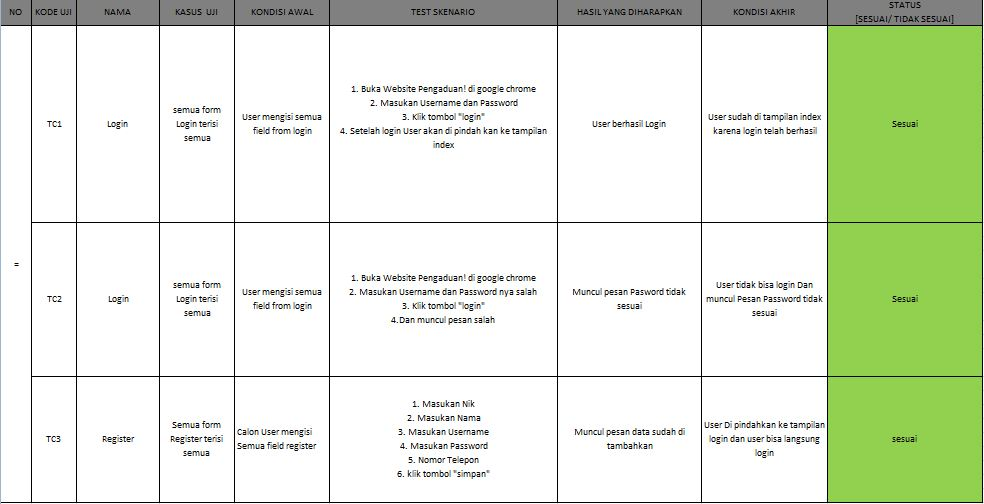 NO
KODE UJI
NAMA
KASUS UJI
KONDISI AWAL
TEST SKENARIO
HASIL YANG DIHARAPKAN
KONDISI AKHIR
STATUS
[SESUAI/ TIDAK SESUAI]
=
TC1
Login
semua form
Login terisi
semua
User mengisi semua
field from login
1. Buka Website Pengaduan! di google chrome
2. Masukan Username dan Password
3. Klik tombol "login"
4. Setelah login User akan di pindah kan ke tampilan
index
User berhasil Login
User sudah di tampilan index
karena login telah berhasil
Sesuai
TC2
Login
semua form
Login terisi
semua
User mengisi semua
field from login
1. Buka Website Pengaduan! di google chrome
2. Masukan Username dan Password nya salah
3. Klik tombol "login"
4.Dan muncul pesan salah
Muncul pesan Pasword tidak
sesuai
User tidak bisa login Dan
muncul Pesan Password tidak
sesuai
Sesuai
TC3
Register
Semua form
Register terisi
semua
Calon User mengisi
Semua field register
1. Masukan Nik
2. Masukan Nama
3. Masukan Username
4. Masukan Password
5. Nomor Telepon
6. klik tombol "simpan"
Muncul pesan data sudah di
tambahkan
User Di pindahkan ke tampilan
login dan user bisa langsung
login
sesuai